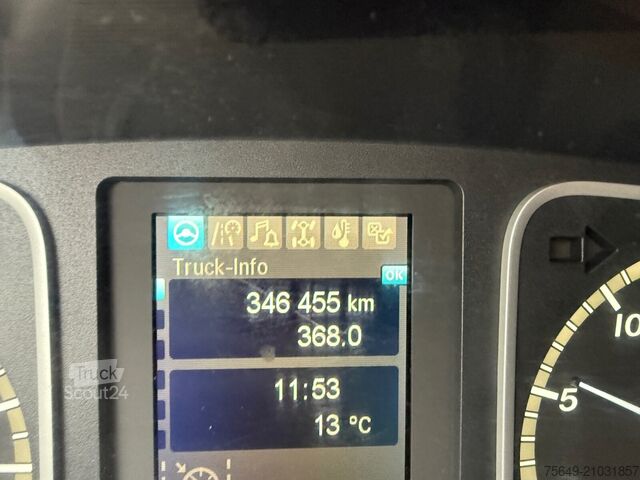 Truck-Info
OK
346 455 km
368.0
11:53
13 °C
10
5
Truck
Scout24
75649-21031857